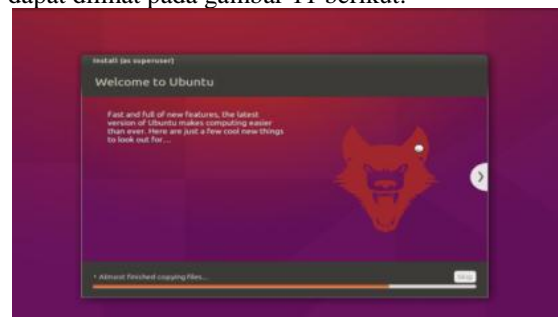 dapat dilihat pada gambar 11 berikut:
Install (as superuser)
Welcome to Ubuntu
Fast and full of new features, the latest
version of Ubuntu makes computing easier
than ever. Here are just a few cool new things
to look out for...
Almost finished copying files...
Skip